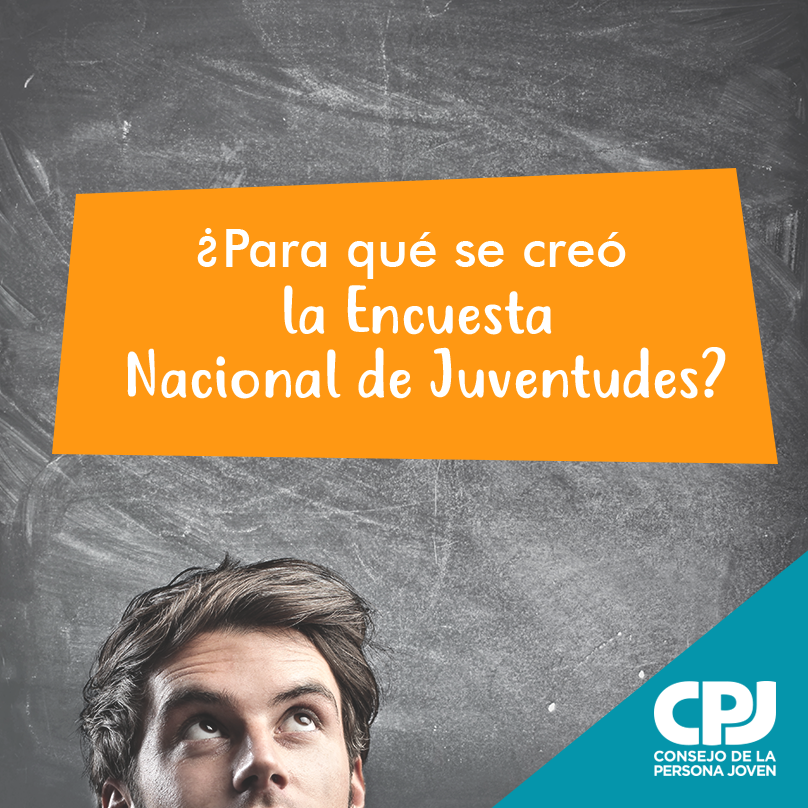 ¿Para qué se creó
la Encuesta
Nacional de Juventudes?
CPJ
CONSEJO DE LA
PERSONA JOVEN